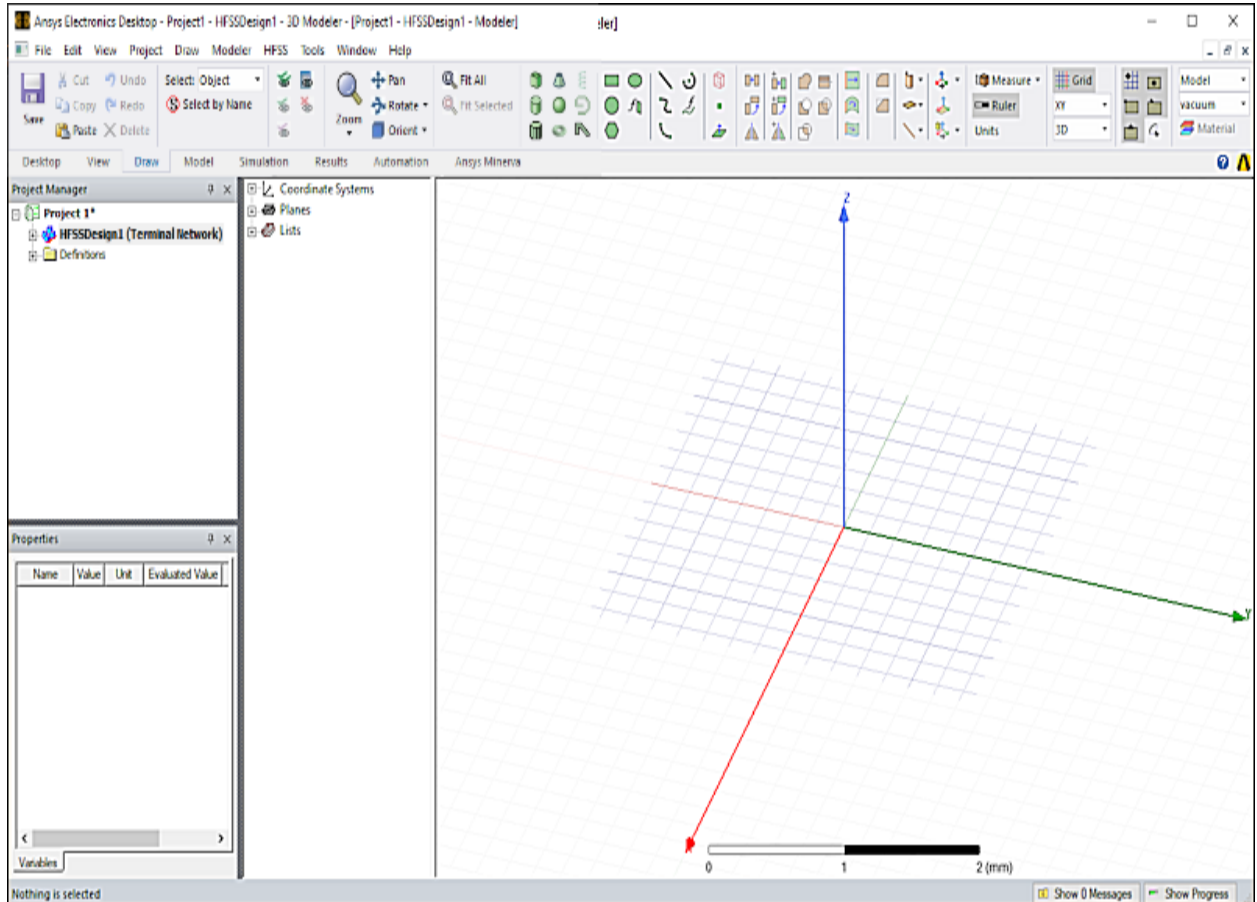 Ansys Electronics Desktop - Project1 - HFSSDesign1 - 3D Modeler - [Project1 - HFSSDesign1 - Modeler] :ler]
File Edit View Project Draw Modeler HFSS Tools Window Help
Save
Cut Undo
Copy Redo
Paste Delete
Select: Object
Select by Name
Zoom
Pan
Rotate
Orient
Fit All
Fit Selected
Measure
Ruler
Units
Grid
XY
3D
Model
vacuum
Material
Desktop View Draw Model Simulation Results Automation Ansys Minerva
Project Manager
Project 1*
HFSSDesign1 (Terminal Network)
Definitions
Coordinate Systems
Planes
Lists
Properties
Name Value Unit Evaluated Value
Variables
Z
Y
0 1 2 (mm)
Nothing is selected
Show 0 Messages Show Progress